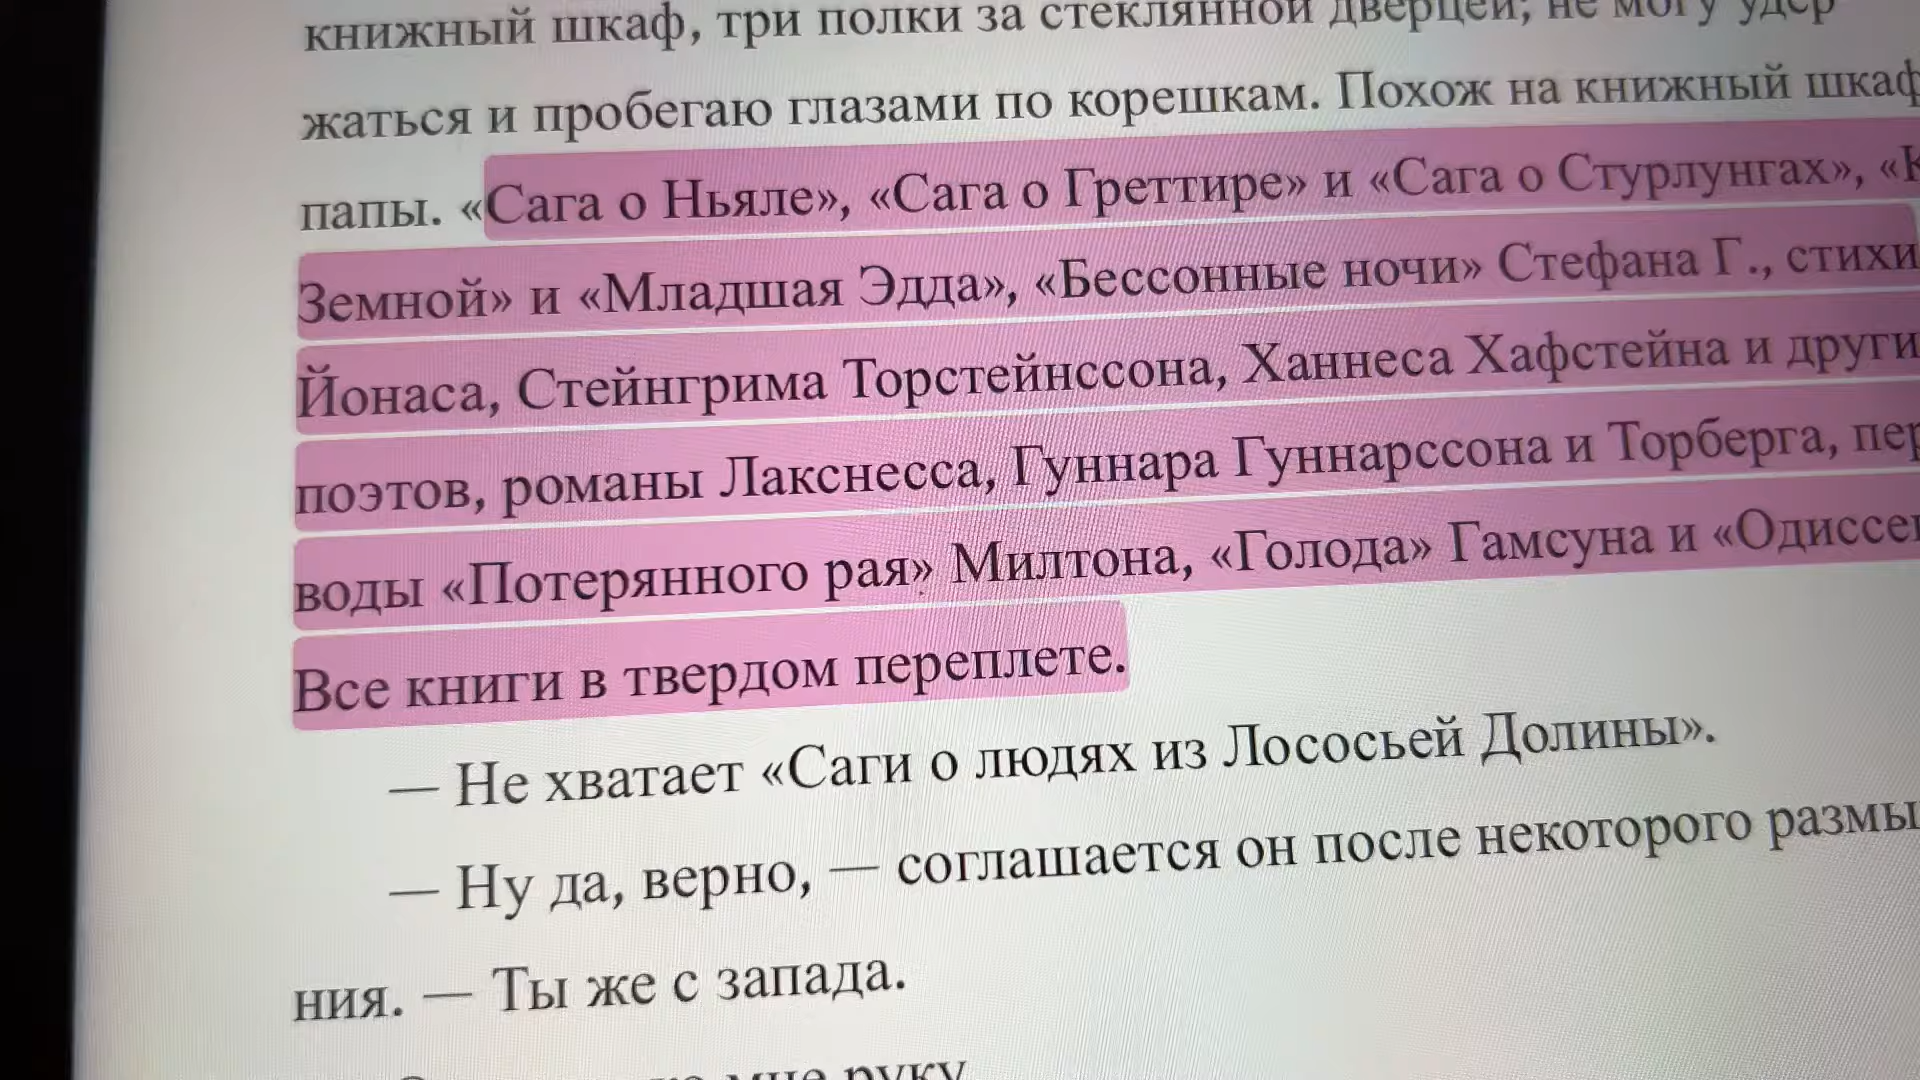 книжный шкаф, три полки за стеклянной дверцей; не могу удер
жаться и пробегаю глазами по корешкам. Похож на книжный шкаф
папы. «Сага о Ньяле», «Сага о Греттире» и «Сага о Стурлунгах»,
Земной» и «Младшая Эдда», «Бессонные ночи» Стефана Г., стихи
Йонаса, Стейнгрима Торстейнссона, Ханнеса Хафстейна и други
поэтов, романы Лакснесса, Гуннара Гуннарссона и Торберга, пер
воды «Потерянного рая» Милтона, «Голода» Гамсуна и «Одиссе
Все книги в твердом переплете.
— Не хватает «Саги о людях из Лососьей Долины».
— Ну да, верно, — соглашается он после некоторого размы
ния. — Ты же с запада.
мне руку